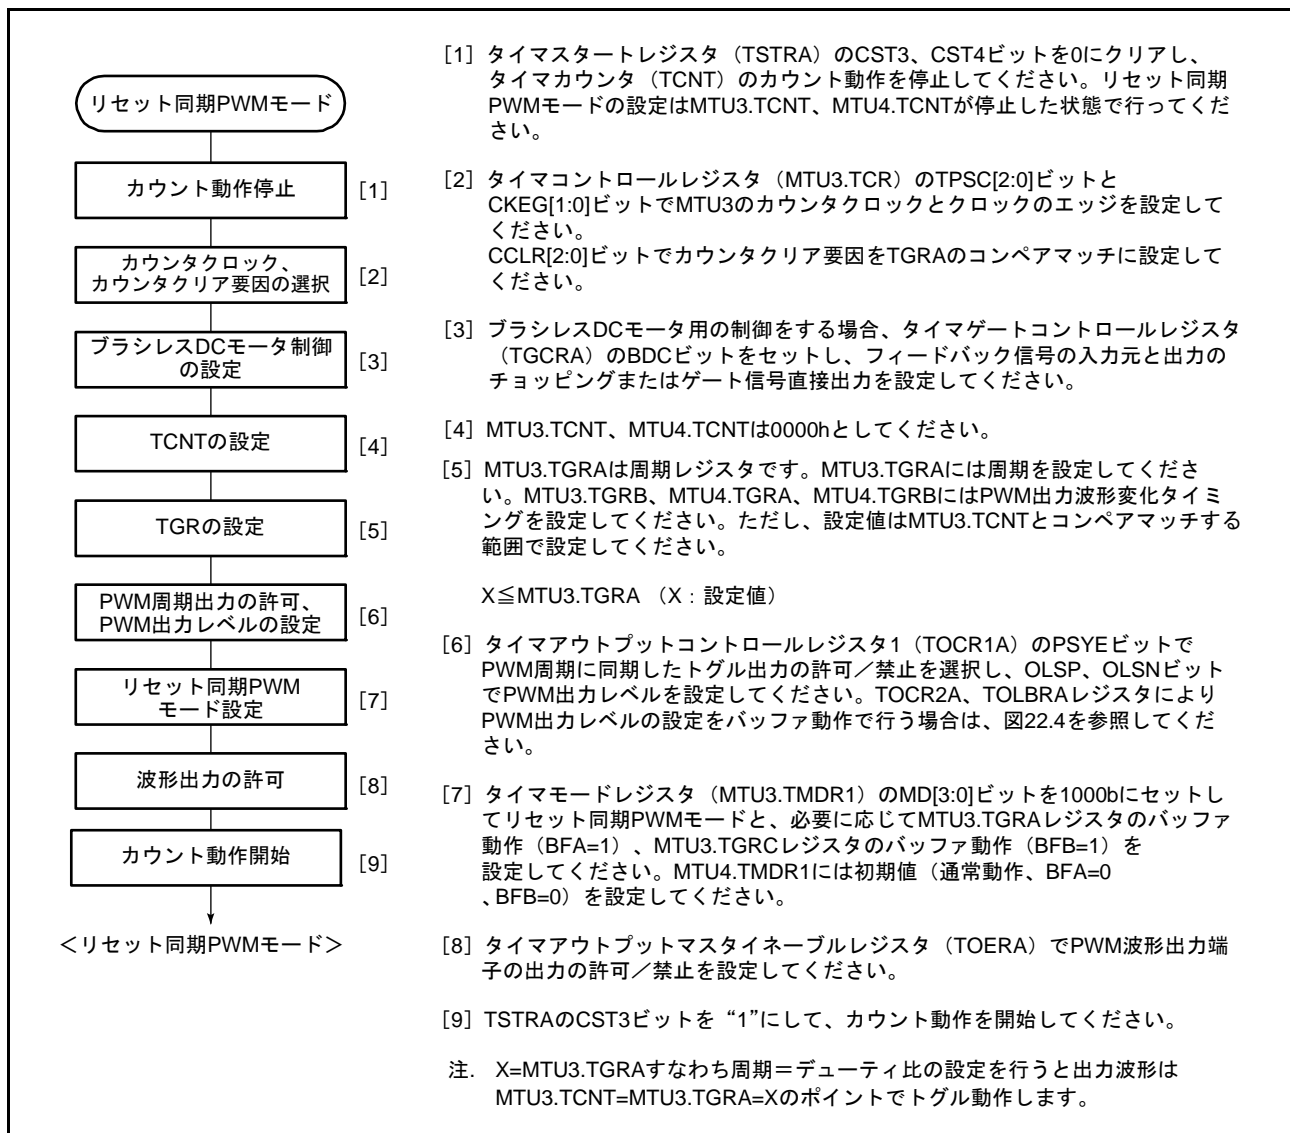 リセット同期PWMモード
カウント動作停止
[1]
カウンタクロック、
カウンタクリア要因の選択
[2]
ブラシレスDCモータ制御
の設定
[3]
TCNTの設定
[4]
TGRの設定
[5]
PWM周期出力の許可、
PWM出力レベルの設定
[6]
リセット同期PWM
モード設定
[7]
波形出力の許可
[8]
カウント動作開始
[9]
＜リセット同期PWMモード＞
[1] タイマスタートレジスタ（TSTRA）のCST3、CST4ビットを0にクリアし、
タイマカウンタ（TCNT）のカウント動作を停止してください。リセット同期
PWMモードの設定はMTU3.TCNT、MTU4.TCNTが停止した状態で行ってくだ
さい。
[2] タイマコントロールレジスタ（MTU3.TCR）のTPSC[2:0]ビットと
CKEG[1:0]ビットでMTU3のカウンタクロックとクロックのエッジを設定して
ください。
CCLR[2:0]ビットでカウンタクリア要因をTGRAのコンペアマッチに設定して
ください。
[3] ブラシレスDCモータ用の制御をする場合、タイマゲートコントロールレジスタ
（TGCRA）のBDCビットをセットし、フィードバック信号の入力元と出力の
チョッピングまたはゲート信号直接出力を設定してください。
[4] MTU3.TCNT、MTU4.TCNTは0000hとしてください。
[5] MTU3.TGRAは周期レジスタです。MTU3.TGRAには周期を設定してくださ
い。MTU3.TGRB、MTU4.TGRA、MTU4.TGRBにはPWM出力波形変化タイミ
ングを設定してください。ただし、設定値はMTU3.TCNTとコンペアマッチする
範囲で設定してください。
X≦MTU3.TGRA （X：設定値）
[6] タイマアウトプットコントロールレジスタ1（TOCR1A）のPSYEビットで
PWM周期に同期したトグル出力の許可／禁止を選択し、OLSP、OLSNビット
でPWM出力レベルを設定してください。TOCR2A、TOLBRAレジスタにより
PWM出力レベルの設定をバッファ動作で行う場合は、図22.4を参照してくだ
さい。
[7] タイマモードレジスタ（MTU3.TMDR1）のMD[3:0]ビットを1000bにセットし
てリセット同期PWMモードと、必要に応じてMTU3.TGRAレジスタのバッファ
動作（BFA=1）、MTU3.TGRCレジスタのバッファ動作（BFB=1）を
設定してください。MTU4.TMDR1には初期値（通常動作、BFA=0
、BFB=0）を設定してください。
[8] タイマアウトプットマスタイネーブルレジスタ（TOERA）でPWM波形出力端
子の出力の許可／禁止を設定してください。
[9] TSTRAのCST3ビットを“1”にして、カウント動作を開始してください。
注. X=MTU3.TGRAすなわち周期＝デューティ比の設定を行うと出力波形は
MTU3.TCNT=MTU3.TGRA=Xのポイントでトグル動作します。